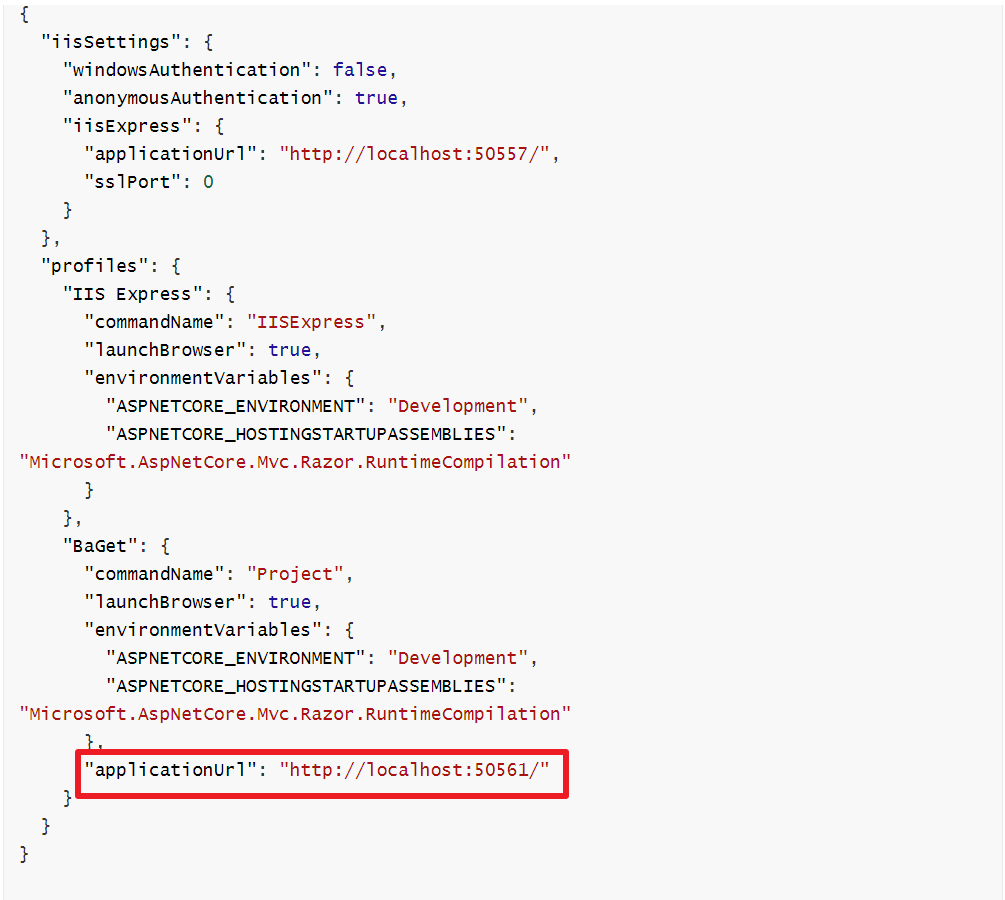 {
  "iisSettings": {
    "windowsAuthentication": false,
    "anonymousAuthentication": true,
    "iisExpress": {
      "applicationUrl": "http://localhost:50557/",
      "sslPort": 0
    }
  },
  "profiles": {
    "IIS Express": {
      "commandName": "IISExpress",
      "launchBrowser": true,
      "environmentVariables": {
        "ASPNETCORE_ENVIRONMENT": "Development",
        "ASPNETCORE_HOSTINGSTARTUPASSEMBLIES":
"Microsoft.AspNetCore.Mvc.Razor.RuntimeCompilation"
      }
    },
    "BaGet": {
      "commandName": "Project",
      "launchBrowser": true,
      "environmentVariables": {
        "ASPNETCORE_ENVIRONMENT": "Development",
        "ASPNETCORE_HOSTINGSTARTUPASSEMBLIES":
"Microsoft.AspNetCore.Mvc.Razor.RuntimeCompilation"
      },
      "applicationUrl": "http://localhost:50561/"
    }
  }
}